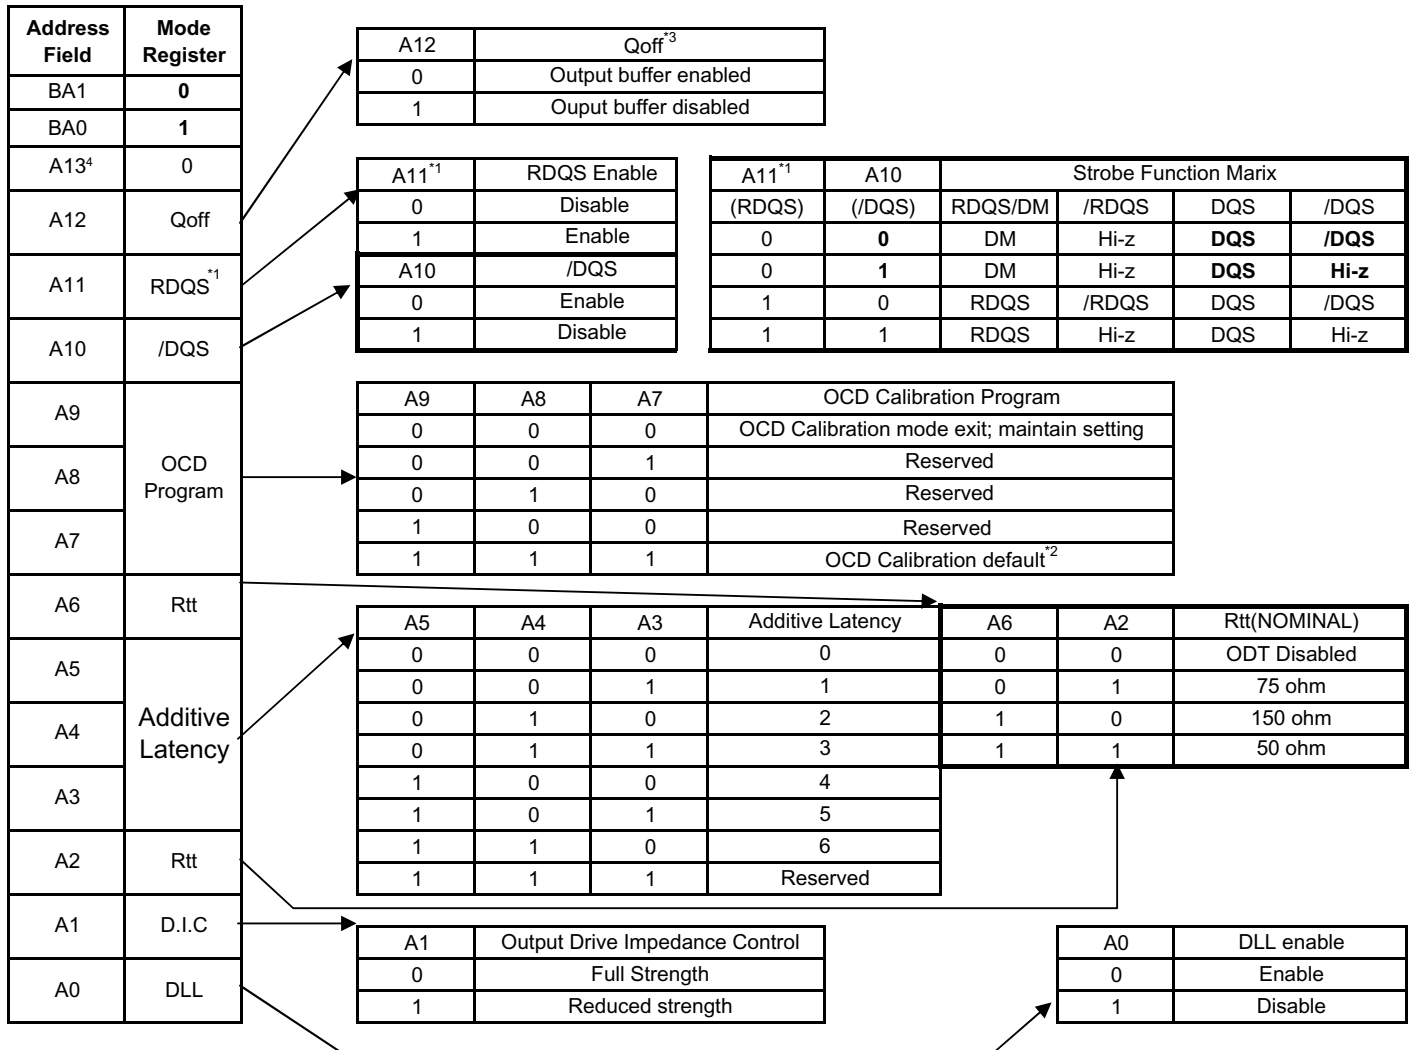 Address Field | Mode Register
BA1 | 0
BA0 | 1
A13⁴ | 0
A12 | Qoff
A11 | RDQS*1
A10 | /DQS
A9
A8 | OCD Program
A7
A6 | Rtt
A5
A4 | Additive Latency
A3
A2 | Rtt
A1 | D.I.C
A0 | DLL
A12 | Qoff*3
0 | Output buffer enabled
1 | Ouput buffer disabled
A11*1 | RDQS Enable
0 | Disable
1 | Enable
A10 | /DQS
0 | Enable
1 | Disable
A11*1 | A10 | Strobe Function Marix
(RDQS) | (/DQS) | RDQS/DM | /RDQS | DQS | /DQS
0 | 0 | DM | Hi-z | DQS | /DQS
0 | 1 | DM | Hi-z | DQS | Hi-z
1 | 0 | RDQS | /RDQS | DQS | /DQS
1 | 1 | RDQS | Hi-z | DQS | Hi-z
A9 | A8 | A7 | OCD Calibration Program
0 | 0 | 0 | OCD Calibration mode exit; maintain setting
0 | 0 | 1 | Reserved
0 | 1 | 0 | Reserved
1 | 0 | 0 | Reserved
1 | 1 | 1 | OCD Calibration default*2
A5 | A4 | A3 | Additive Latency
0 | 0 | 0 | 0
0 | 0 | 1 | 1
0 | 1 | 0 | 2
0 | 1 | 1 | 3
1 | 0 | 0 | 4
1 | 0 | 1 | 5
1 | 1 | 0 | 6
1 | 1 | 1 | Reserved
A6 | A2 | Rtt(NOMINAL)
0 | 0 | ODT Disabled
0 | 1 | 75 ohm
1 | 0 | 150 ohm
1 | 1 | 50 ohm
A1 | Output Drive Impedance Control
0 | Full Strength
1 | Reduced strength
A0 | DLL enable
0 | Enable
1 | Disable